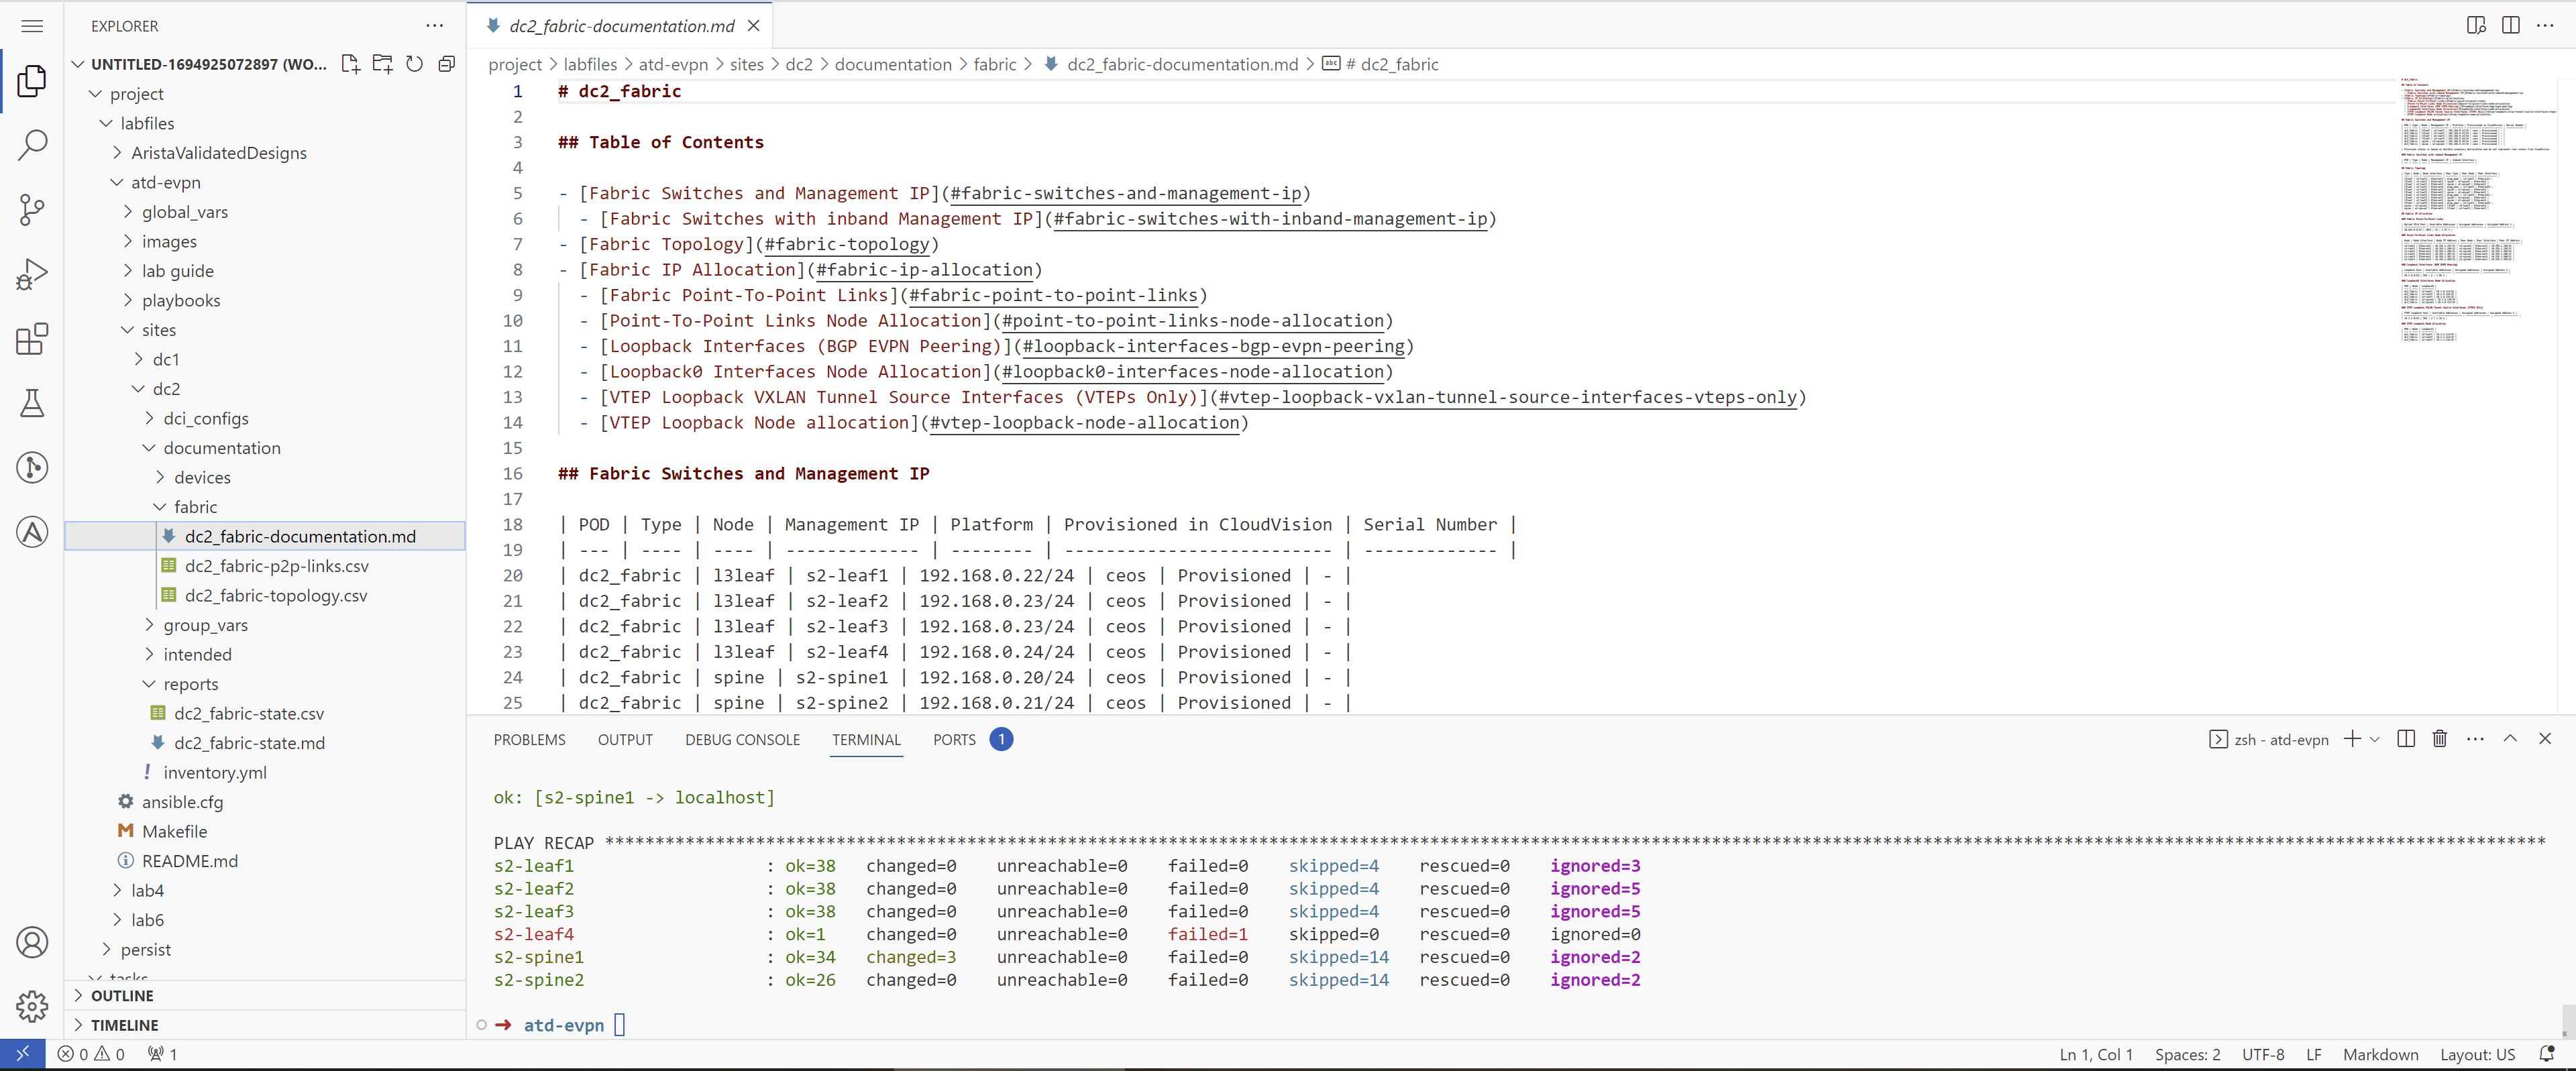 EXPLORER
UNTITLED-1694925072897 (WO...
project
labfiles
AristaValidatedDesigns
atd-evpn
global_vars
images
lab guide
playbooks
sites
dc1
dc2
dci_configs
documentation
devices
fabric
dc2_fabric-documentation.md
dc2_fabric-p2p-links.csv
dc2_fabric-topology.csv
group_vars
intended
reports
dc2_fabric-state.csv
dc2_fabric-state.md
inventory.yml
ansible.cfg
Makefile
README.md
lab4
lab6
persist
tasks
OUTLINE
TIMELINE
dc2_fabric-documentation.md
project > labfiles > atd-evpn > sites > dc2 > documentation > fabric > dc2_fabric-documentation.md > abc # dc2_fabric
1 # dc2_fabric
2
3 ## Table of Contents
4
5 - [Fabric Switches and Management IP](#fabric-switches-and-management-ip)
6 - [Fabric Switches with inband Management IP](#fabric-switches-with-inband-management-ip)
7 - [Fabric Topology](#fabric-topology)
8 - [Fabric IP Allocation](#fabric-ip-allocation)
9 - [Fabric Point-To-Point Links](#fabric-point-to-point-links)
10 - [Point-To-Point Links Node Allocation](#point-to-point-links-node-allocation)
11 - [Loopback Interfaces (BGP EVPN Peering)](#loopback-interfaces-bgp-evpn-peering)
12 - [Loopback0 Interfaces Node Allocation](#loopback0-interfaces-node-allocation)
13 - [VTEP Loopback VXLAN Tunnel Source Interfaces (VTEPs Only)](#vtep-loopback-vxlan-tunnel-source-interfaces-vteps-only)
14 - [VTEP Loopback Node allocation](#vtep-loopback-node-allocation)
15
16 ## Fabric Switches and Management IP
17
18 | POD | Type | Node | Management IP | Platform | Provisioned in CloudVision | Serial Number |
19 | --- | ---- | ---- | ------------- | -------- | -------------------------- | ------------- |
20 | dc2_fabric | l3leaf | s2-leaf1 | 192.168.0.22/24 | ceos | Provisioned | - |
21 | dc2_fabric | l3leaf | s2-leaf2 | 192.168.0.23/24 | ceos | Provisioned | - |
22 | dc2_fabric | l3leaf | s2-leaf3 | 192.168.0.23/24 | ceos | Provisioned | - |
23 | dc2_fabric | l3leaf | s2-leaf4 | 192.168.0.24/24 | ceos | Provisioned | - |
24 | dc2_fabric | spine | s2-spine1 | 192.168.0.20/24 | ceos | Provisioned | - |
25 | dc2_fabric | spine | s2-spine2 | 192.168.0.21/24 | ceos | Provisioned | - |
PROBLEMS OUTPUT DEBUG CONSOLE TERMINAL PORTS 1
zsh - atd-evpn
ok: [s2-spine1 -> localhost]
PLAY RECAP ****************************************************************
s2-leaf1 : ok=38 changed=0 unreachable=0 failed=0 skipped=4 rescued=0 ignored=3
s2-leaf2 : ok=38 changed=0 unreachable=0 failed=0 skipped=4 rescued=0 ignored=5
s2-leaf3 : ok=38 changed=0 unreachable=0 failed=0 skipped=4 rescued=0 ignored=5
s2-leaf4 : ok=1 changed=0 unreachable=0 failed=1 skipped=0 rescued=0 ignored=0
s2-spine1 : ok=34 changed=3 unreachable=0 failed=0 skipped=14 rescued=0 ignored=2
s2-spine2 : ok=26 changed=0 unreachable=0 failed=0 skipped=14 rescued=0 ignored=2
➜ atd-evpn
0 0 1 Ln 1, Col 1 Spaces: 2 UTF-8 LF Markdown Layout: US